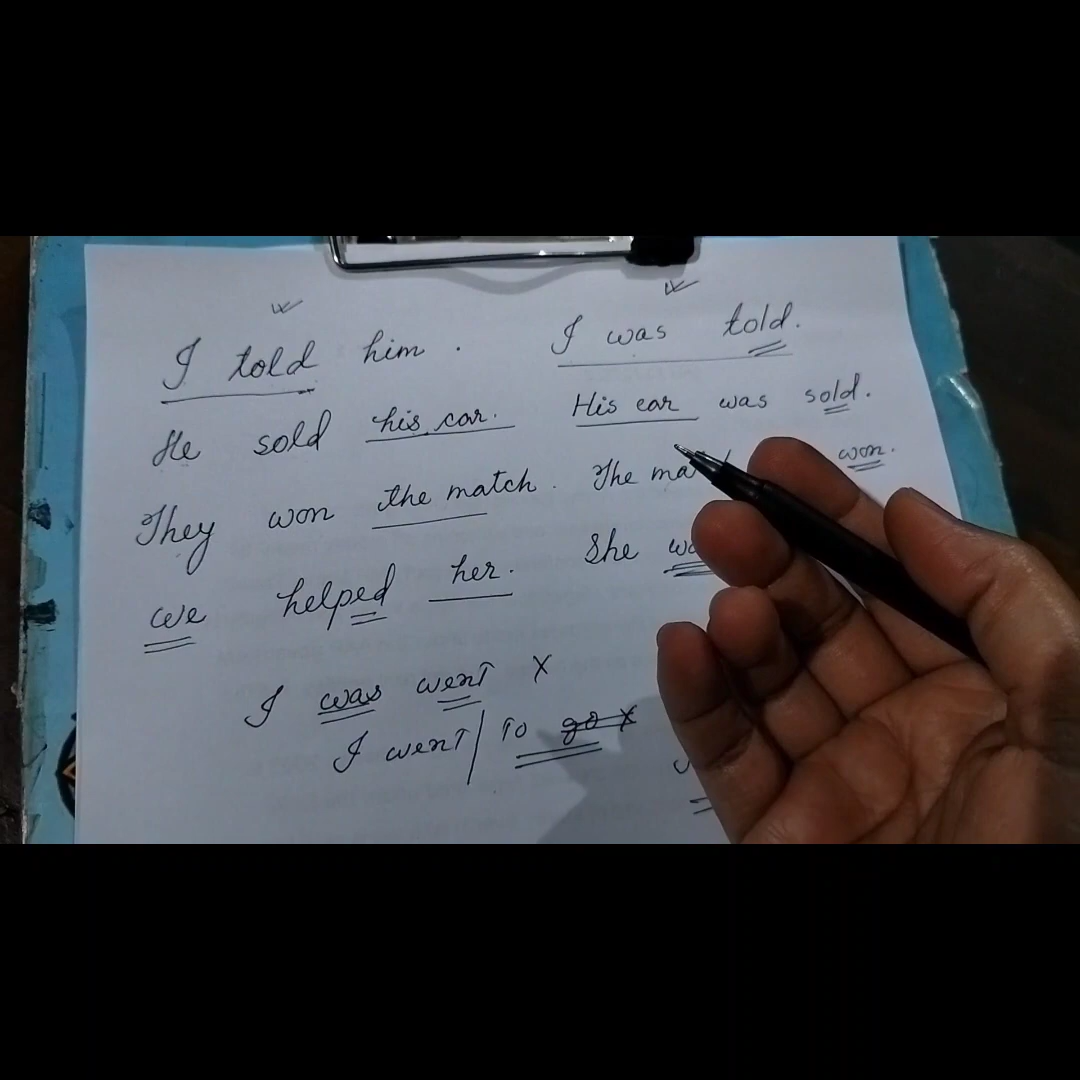 I told him. I was told.
He sold his car. His car was sold.
They won the match. The won.
we helped her. She
I was went X
I went / To go X